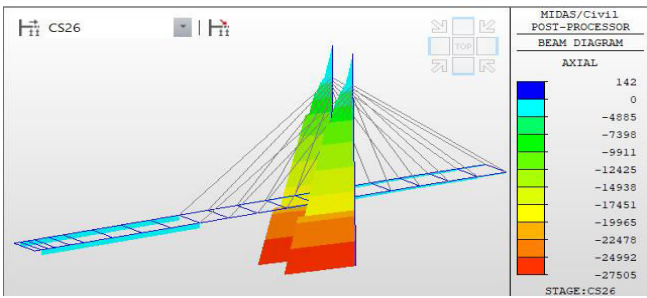 CS26
TOP
MIDAS/Civil
POST-PROCESSOR
BEAM DIAGRAM
AXIAL
142
0
-4885
-7398
-9911
-12425
-14938
-17451
-19965
-22478
-24992
-27505
STAGE:CS26